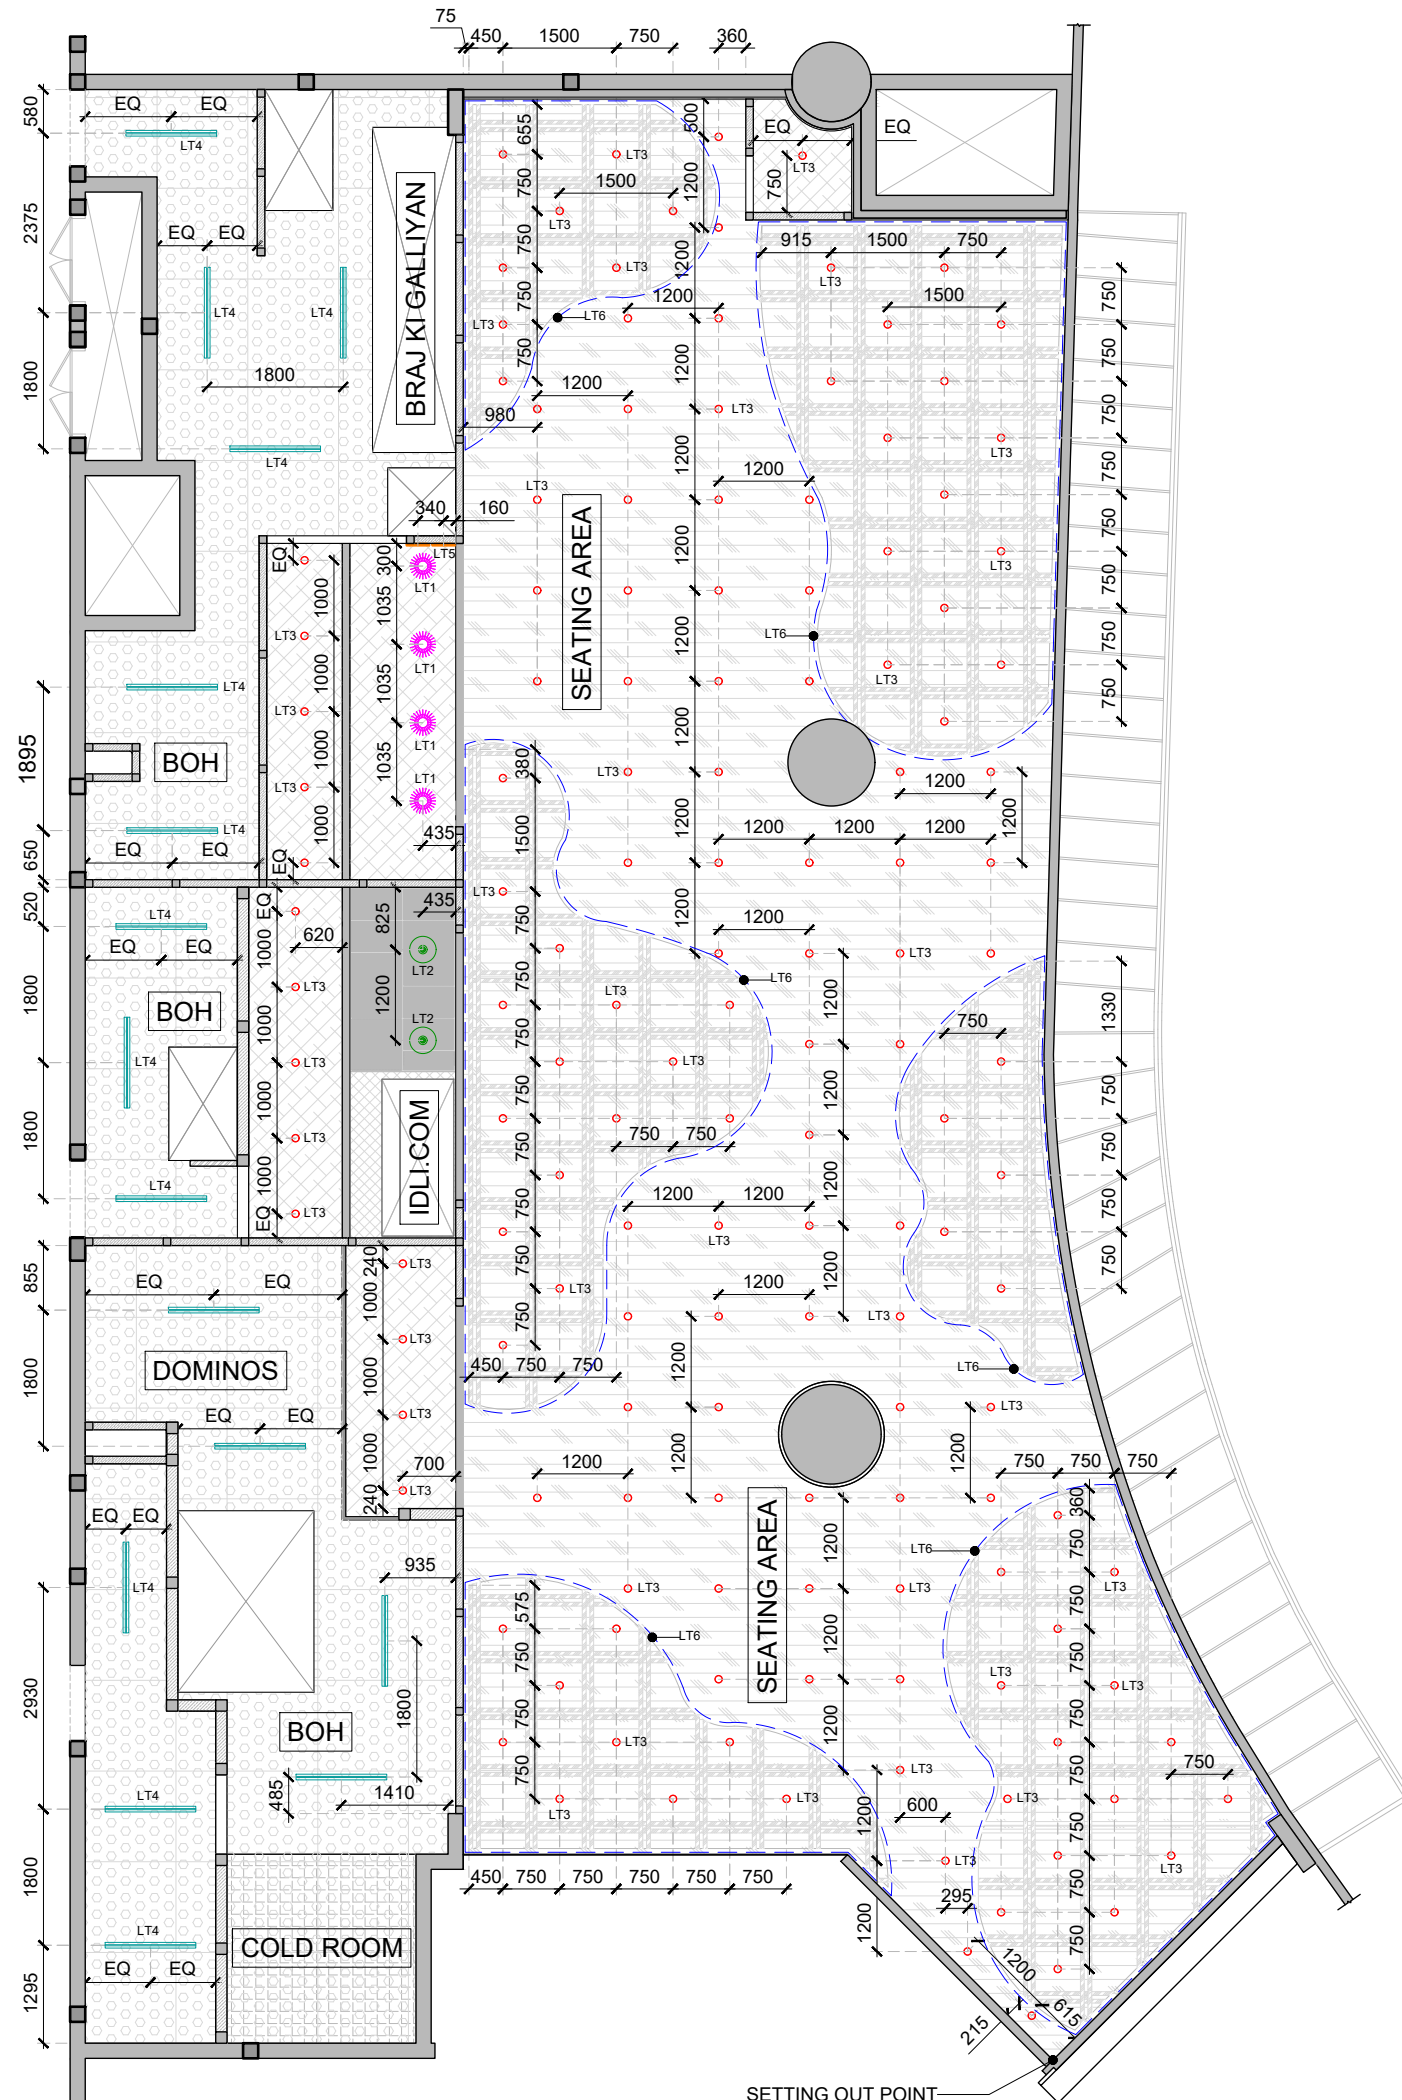 75
450 1500 750 360
580
EQ EQ
LT4
655
500
EQ EQ
LT3
LT3
750
1500
750
1200
LT3
2375
EQ EQ
BRAJ KI GALLIYAN
750
LT3
1200
915 1500 750
LT3
750
LT4 LT4
1200
LT6
LT3
750
1500
750
1800
1800
750
1200
1200
750
980
LT3
750
LT4
1200
LT3
1200
LT3
750
340 160
SEATING AREA
750
LT5
EQ
300
LT1
1200
LT3
750
1000
1035
LT3
LT1
1200
LT6
750
1000
1035
LT3
750
LT4
LT3
LT1
1200
1895
BOH
1000
1035
380
LT3
1200
1200
LT3
LT1
LT4
1000
435
1500
1200
1200 1200 1200
650
EQ EQ
EQ
LT3
520
EQ
435
825
750
1200
1200
LT4
EQ EQ
1000
620
LT2
LT3
LT6
1800
BOH
LT3
1200
750
LT3
1200
1330
LT2
750
750
LT4
1000
LT3
LT3
750
1800
1000
IDLI.COM
750
750 750
1200
750
LT3
750
LT4
1000
1200 1200
1200
750
LT3
EQ
750
LT3
855
EQ EQ
240
LT3
750
LT3
1200
1200
750
1000
LT3
750
LT3
DOMINOS
1800
450 750 750
1200
LT6
EQ EQ
1000
LT3
LT3
1000
700
1200
1200
1200
750 750 750
240
LT3
360
EQ EQ
SEATING AREA
1200
LT6
750
935
LT4
575
LT3
LT3
LT3
750
750
LT6
1200
750
2930
1800
750
LT3
LT3
BOH
750
LT3
1200
750
750
485
1410
LT3
LT3
LT3
LT3
750
LT4
1200
600
750
1800
LT3
LT3
450 750 750 750 750 750
295
750
1200
COLD ROOM
LT4
EQ EQ
1200
750
1295
615
215
SETTING OUT POINT